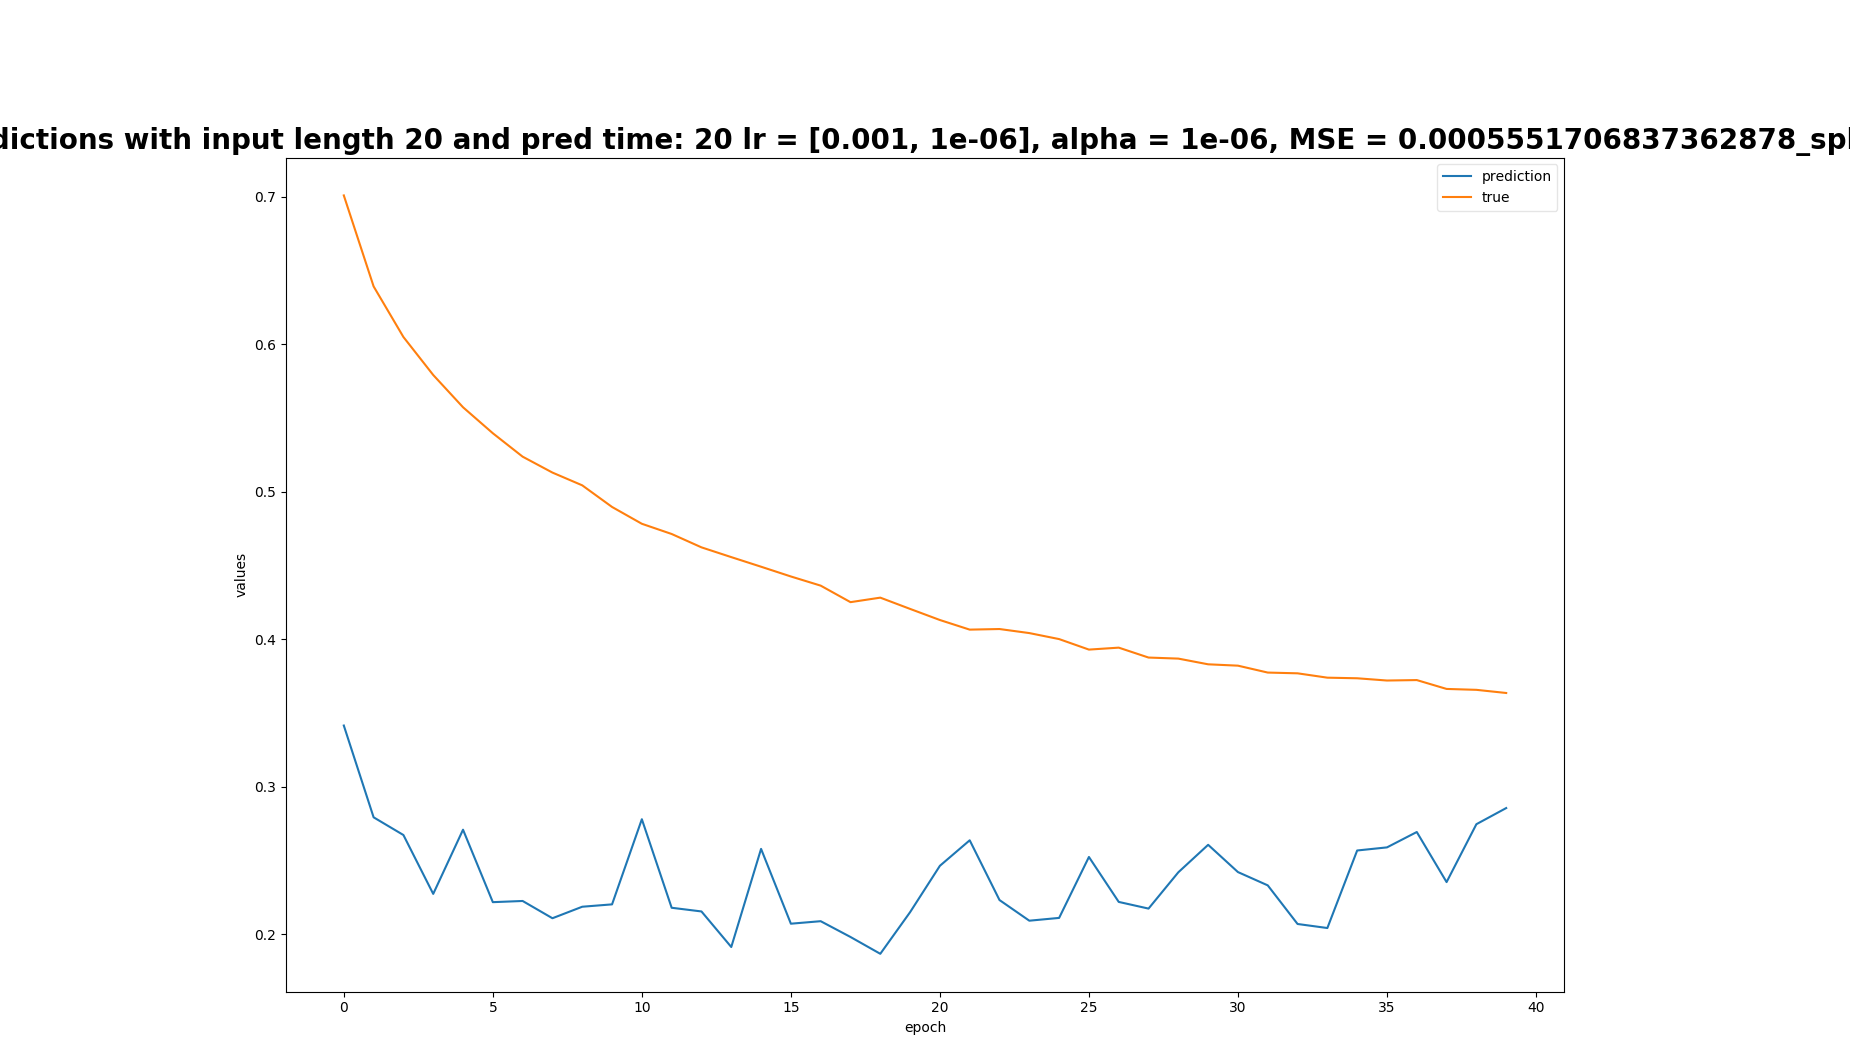 dictions with input length 20 and pred time: 20 lr = [0.001, 1e-06], alpha = 1e-06, MSE = 0.0005551706837362878_spl
prediction
true
0.7
0.6
0.5
0.4
0.3
0.2
values
0 5 10 15 20 25 30 35 40
epoch